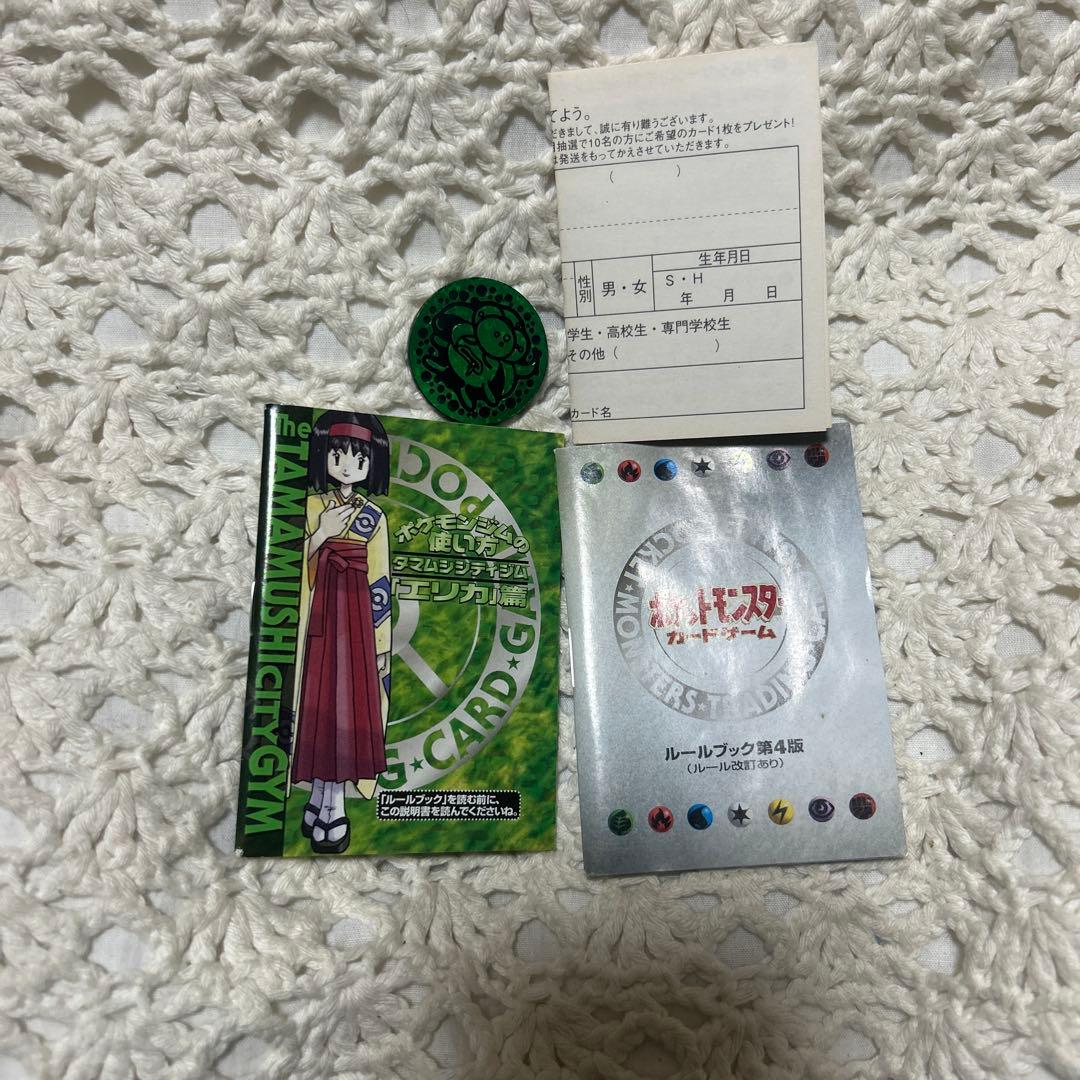 てよう。
だきまして、誠に有り難うございます。
月抽選で10名の方にご希望のカード1枚をプレゼント!
は発送をもってかえさせていただきます。
( )
性別
男・女
生年月日
S・H
年 月 日
学生・高校生・専門学校生
その他( )
カード名
The TAMAMUSHI CITY GYM
ポケモンジムの
使い方
タマムシシティジム
「エリカ」篇
CARD★G
「ルールブック」を読む前に、
この説明書を読んでくださいね。
ポケットモンスター
カードゲーム
POCKET★MONSTERS★TRADING
ルールブック第4版
(ルール改訂あり)